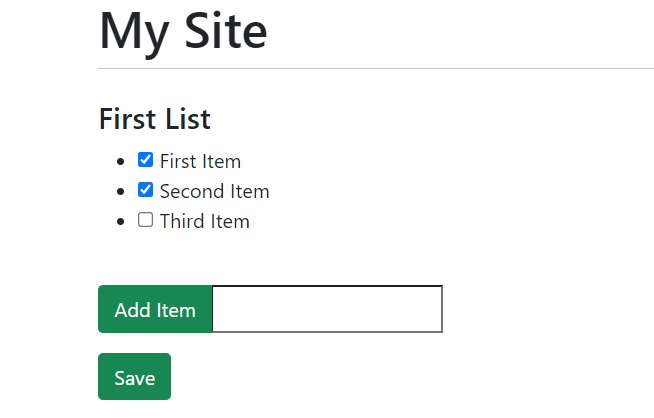 My Site
First List
First Item
Second Item
Third Item
Add Item
Save